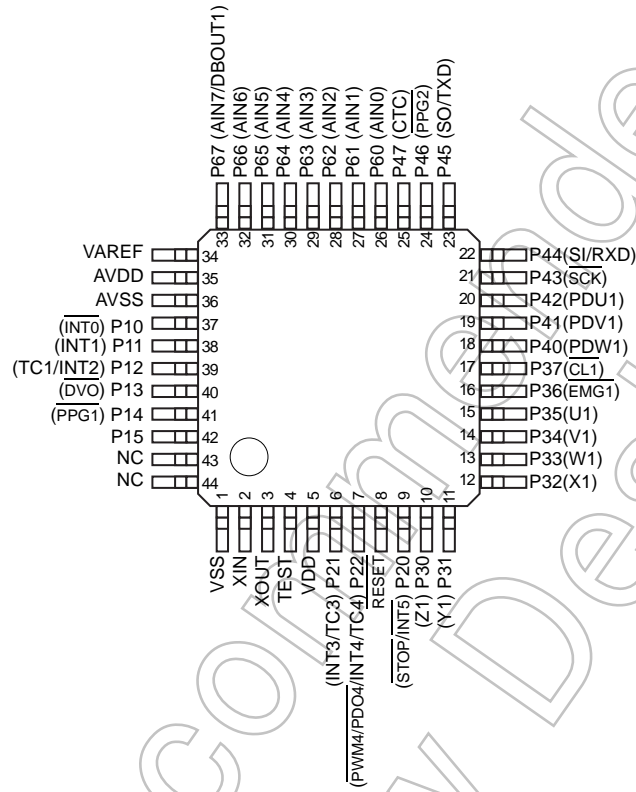 P67 (AIN7/DBOUT1)
P66 (AIN6)
P65 (AIN5)
P64 (AIN4)
P63 (AIN3)
P62 (AIN2)
P61 (AIN1)
P60 (AIN0)
P47 (CTC)
P46 (PPG2)
P45 (SO/TXD)
33 32 31 30 29 28 27 26 25 24 23
VAREF 34
AVDD 35
AVSS 36
(INT0) P10 37
(INT1) P11 38
(TC1/INT2) P12 39
(DVO) P13 40
(PPG1) P14 41
P15 42
NC 43
NC 44
22 P44(SI/RXD)
21 P43(SCK)
20 P42(PDU1)
19 P41(PDV1)
18 P40(PDW1)
17 P37(CL1)
16 P36(EMG1)
15 P35(U1)
14 P34(V1)
13 P33(W1)
12 P32(X1)
1 2 3 4 5 6 7 8 9 10 11
VSS
XIN
XOUT
TEST
VDD
(INT3/TC3) P21
(PWM4/PDO4/INT4/TC4) P22
RESET
(STOP/INT5) P20
(Z1) P30
(Y1) P31